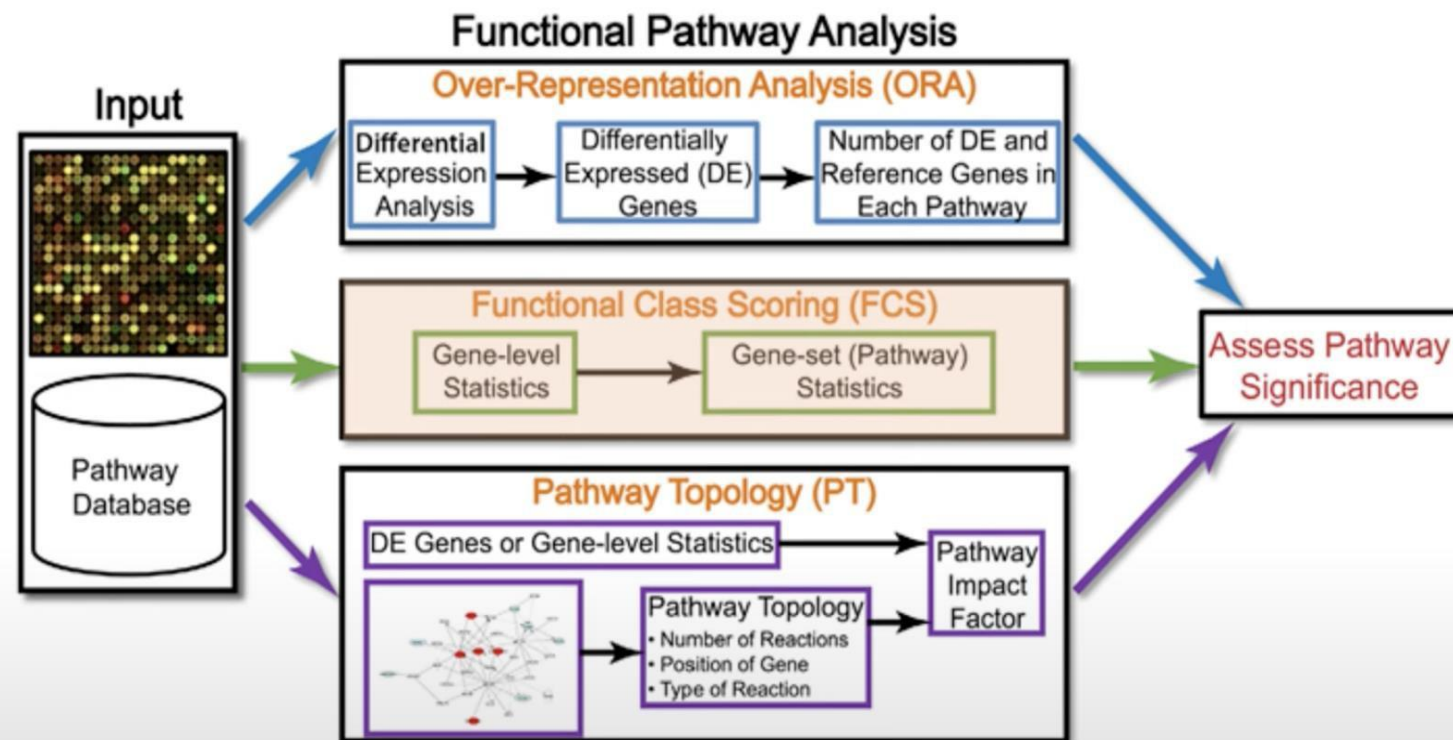 Functional Pathway Analysis
Input
Pathway
Database
Over-Representation Analysis (ORA)
Differential
Expression
Analysis
Differentially
Expressed (DE)
Genes
Number of DE and
Reference Genes in
Each Pathway
Functional Class Scoring (FCS)
Gene-level
Statistics
Gene-set (Pathway)
Statistics
Pathway Topology (PT)
DE Genes or Gene-level Statistics
Pathway Topology
• Number of Reactions
• Position of Gene
• Type of Reaction
Pathway
Impact
Factor
Assess Pathway
Significance